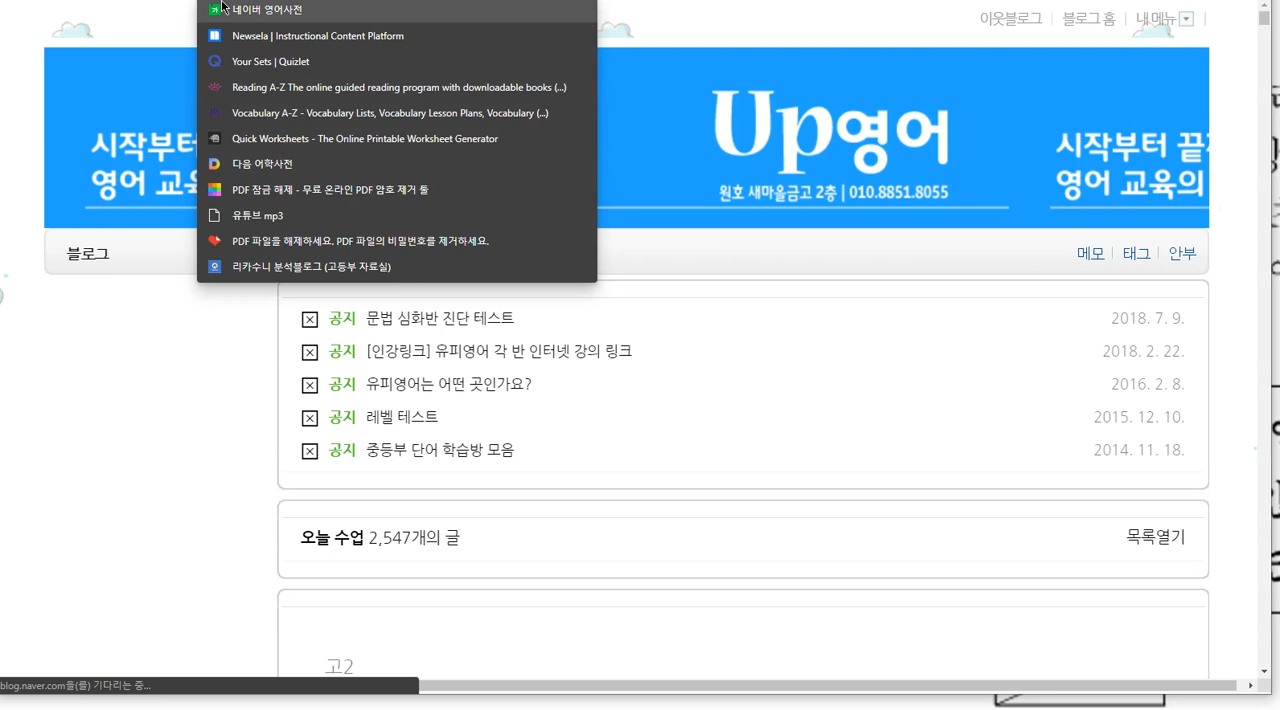 네이버 영어사전
Newsela | Instructional Content Platform
Your Sets | Quizlet
Reading A-Z The online guided reading program with downloadable books (...)
Vocabulary A-Z - Vocabulary Lists, Vocabulary Lesson Plans, Vocabulary (...)
Quick Worksheets - The Online Printable Worksheet Generator
다음 어학사전
PDF 잠금 해제 - 무료 온라인 PDF 암호 제거 툴
유튜브 mp3
PDF 파일을 해제하세요. PDF 파일의 비밀번호를 제거하세요.
리카수니 분석블로그 (고등부 자료실)
이웃블로그 | 블로그 홈 | 내 메뉴
시작부터
영어 교육
Up영어
원호 새마을금고 2층 | 010.8851.8055
시작부터 끝
영어 교육의
블로그
메모 | 태그 | 안부
공지 문법 심화반 진단 테스트 2018. 7. 9.
공지 [인강링크] 유피영어 각 반 인터넷 강의 링크 2018. 2. 22.
공지 유피영어는 어떤 곳인가요? 2016. 2. 8.
공지 레벨 테스트 2015. 12. 10.
공지 중등부 단어 학습방 모음 2014. 11. 18.
오늘 수업 2,547개의 글 목록열기
고2
blog.naver.com을(를) 기다리는 중...